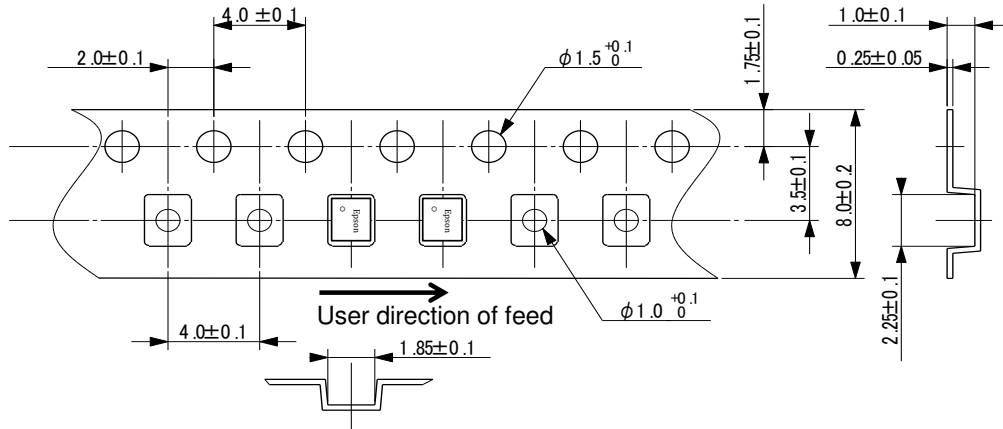 4.0 ±0.1
2.0±0.1
φ1.5 +0.1 0
1.75±0.1
1.0±0.1
0.25±0.05
3.5±0.1
8.0±0.2
2.25±0.1
Epson
Epson
User direction of feed
φ1.0 +0.1 0
4.0±0.1
1.85±0.1